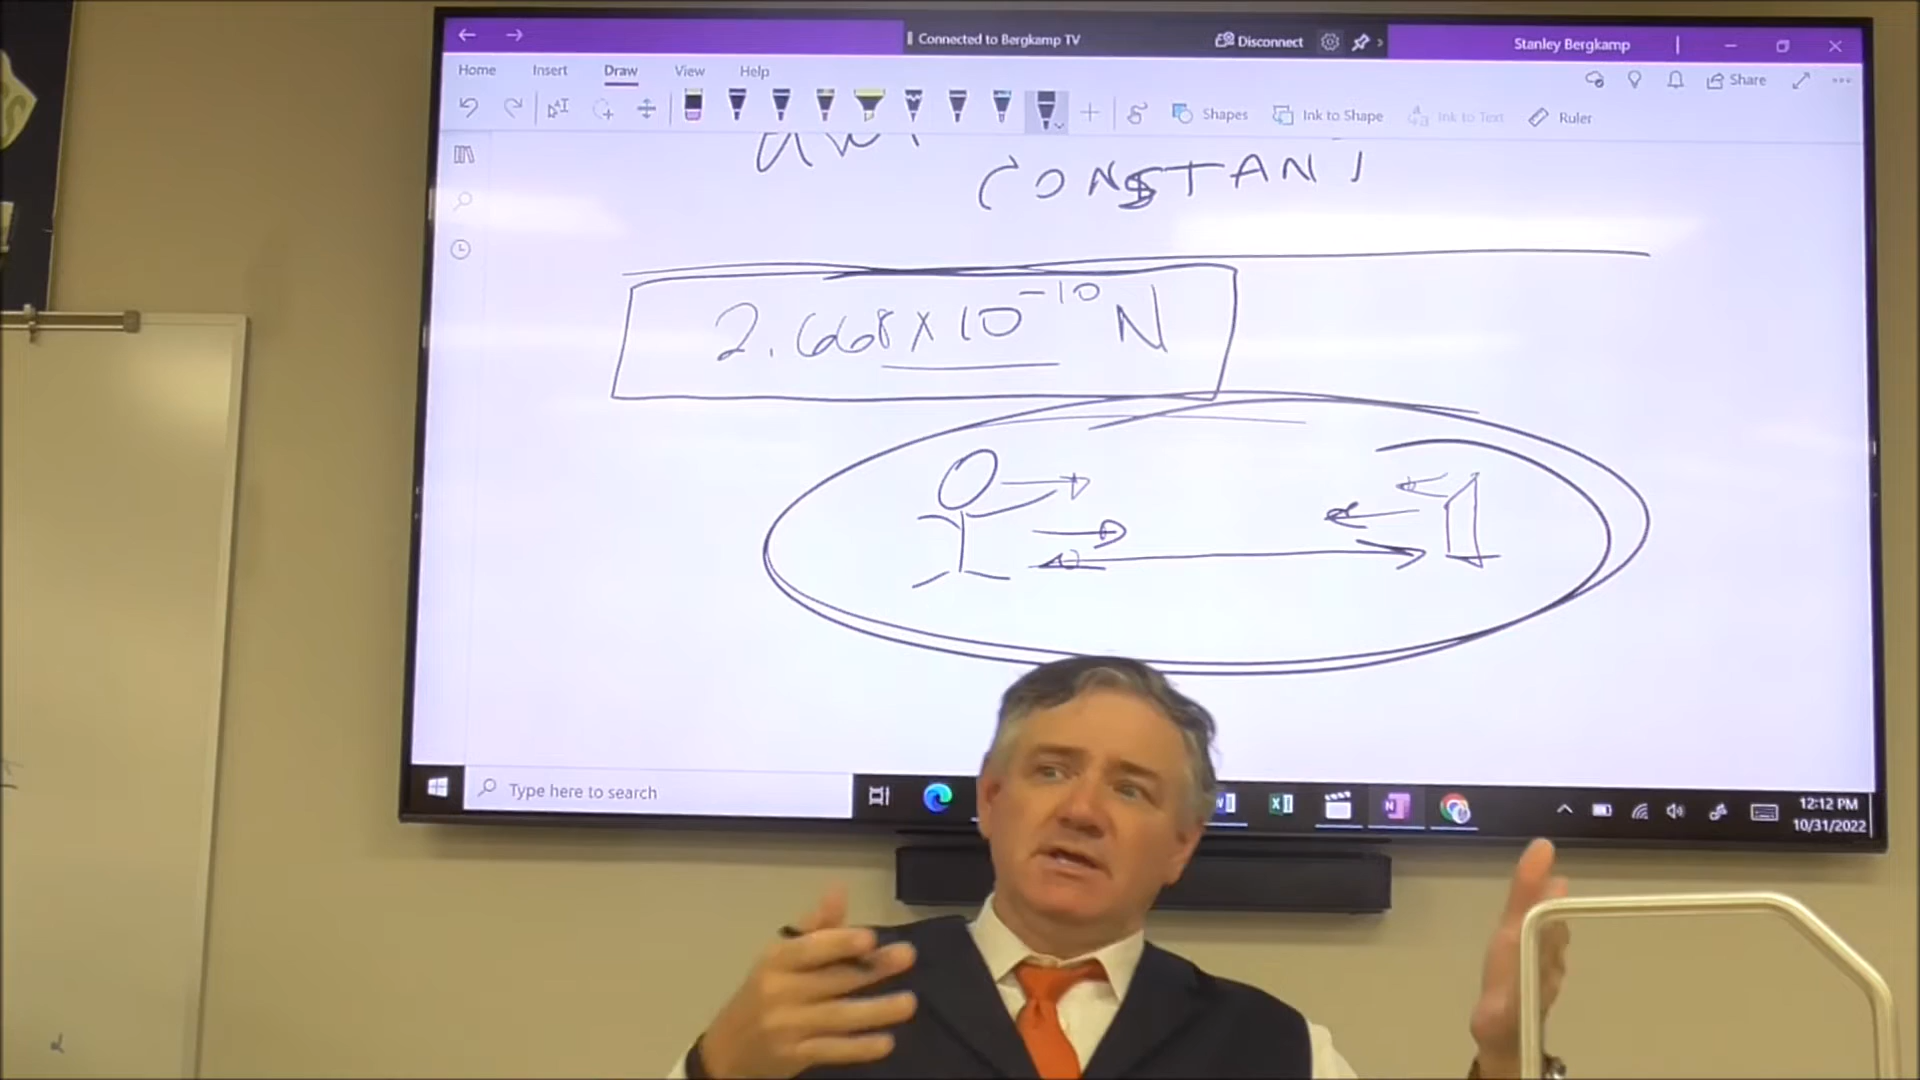 Connected to Bergkamp TV
Disconnect
Stanley Bergkamp
Home Insert Draw View Help
Share
Shapes
Ink to Shape
Ink to Text
Ruler
CONSTANT
2.668 x 10⁻¹⁰ N
Type here to search
12:12 PM
10/31/2022